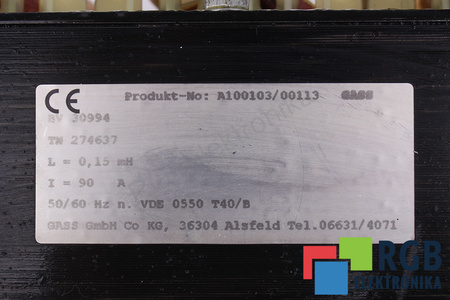 CE
Produkt-No: A100103/00113 GASS
SV 30994
TN 274637
L = 0,15 mH
I = 90 A
50/60 Hz n. VDE 0550 T40/B
GASS GmbH Co KG, 36304 Alsfeld Tel.06631/4071
RGB
ELEKTRONIKA